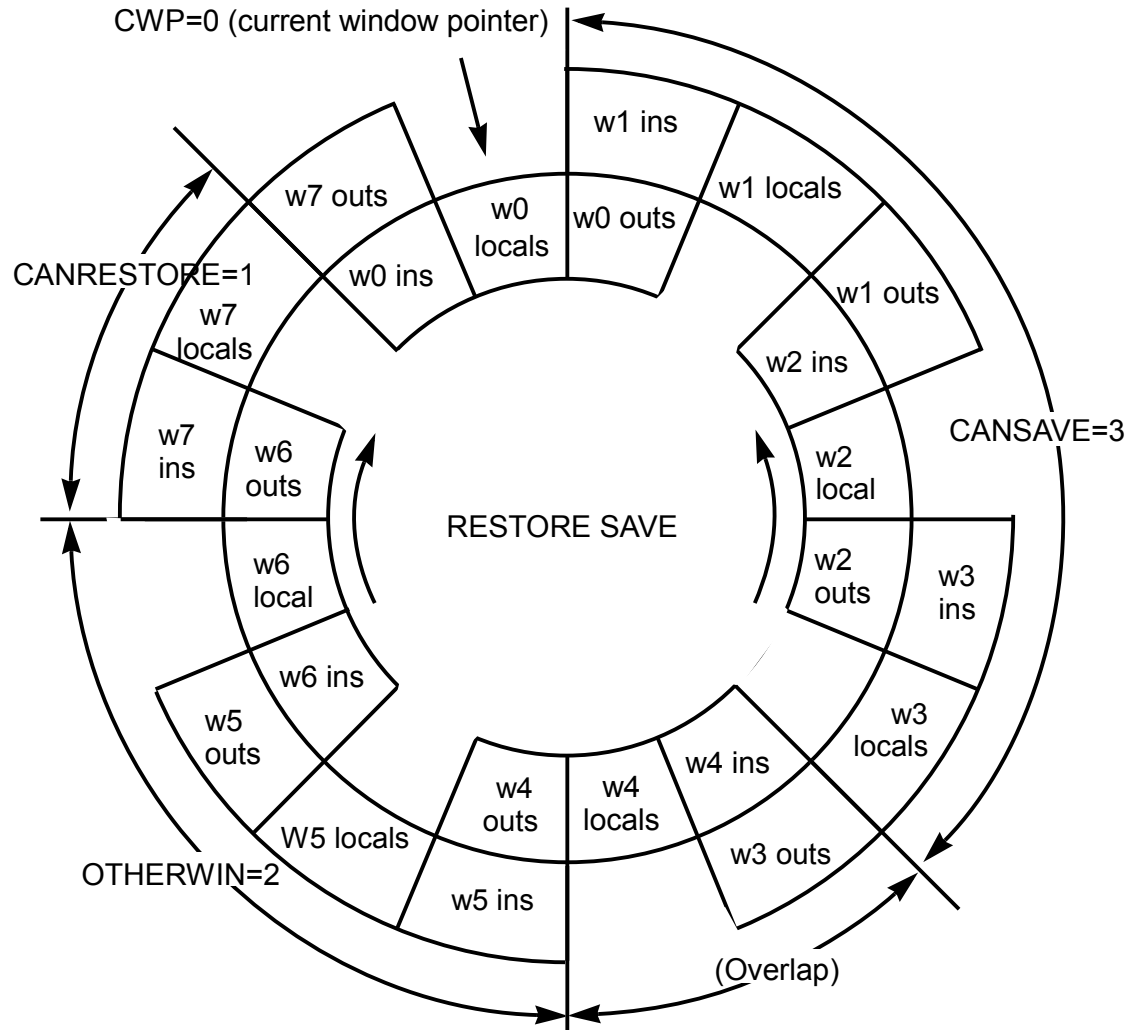 CWP=0 (current window pointer)
w1 ins
w7 outs
w1 locals
w0
locals
w0 outs
w0 ins
CANRESTORE=1
w1 outs
w7
locals
w2 ins
CANSAVE=3
w7
ins
w6
outs
w2
local
RESTORE SAVE
w6
local
w2
outs
w3
ins
w6 ins
w5
outs
w3
locals
w4 ins
w4
outs
w4
locals
W5 locals
w3 outs
OTHERWIN=2
w5 ins
(Overlap)